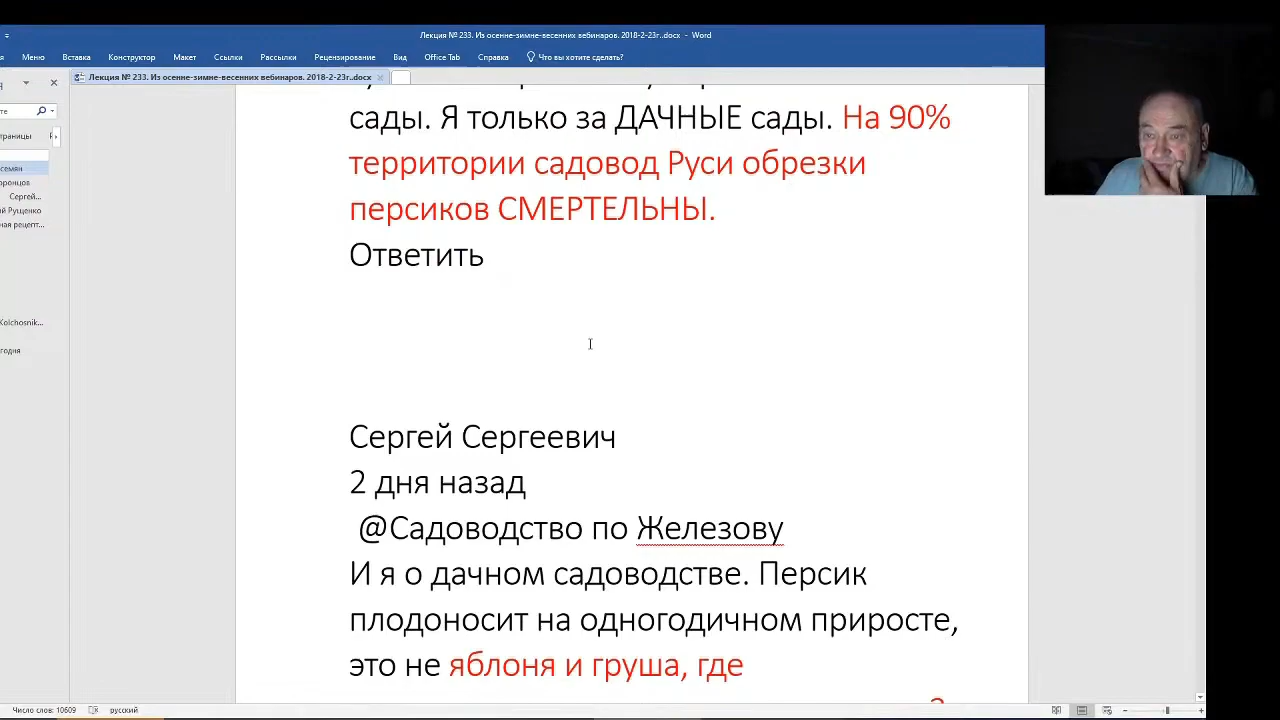 Лекция № 233. Из осенне-зимне-весенних вебинаров. 2018-2-23г..docx - Word
Меню Вставка Конструктор Макет Ссылки Рассылки Рецензирование Вид Office Tab Справка Что вы хотите сделать?
Лекция № 233. Из осенне-зимне-весенних вебинаров. 2018-2-23г..docx
сады. Я только за ДАЧНЫЕ сады. На 90%
территории садовод Руси обрезки
персиков СМЕРТЕЛЬНЫ.
Ответить
Сергей Сергеевич
2 дня назад
@Садоводство по Железову
И я о дачном садоводстве. Персик
плодоносит на одногодичном приросте,
это не яблоня и груша, где
семян
Сергей...
Рущенко
Kolchosnik...
Число слов: 10609 русский